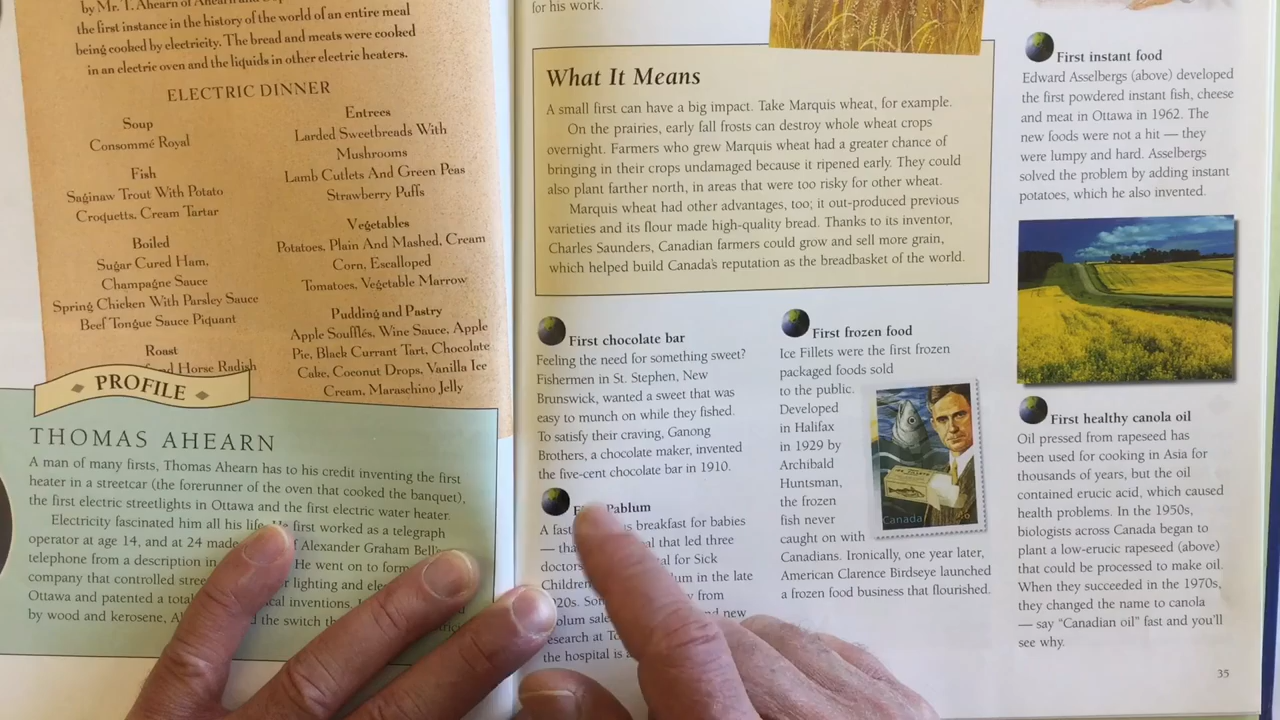 by Mr. T. Ahearn of Ahearn and
the first instance in the history of the world of an entire meal
being cooked by electricity. The bread and meats were cooked
in an electric oven and the liquids in other electric heaters.
ELECTRIC DINNER
Soup
Consommé Royal
Fish
Saginaw Trout With Potato
Croquetts, Cream Tartar
Boiled
Sugar Cured Ham,
Champagne Sauce
Spring Chicken With Parsley Sauce
Beef Tongue Sauce Piquant
Roast
Horse Radish
Entrees
Larded Sweetbreads With
Mushrooms
Lamb Cutlets And Green Peas
Strawberry Puffs
Vegetables
Potatoes, Plain And Mashed, Cream
Corn, Escalloped
Tomatoes, Vegetable Marrow
Pudding and Pastry
Apple Soufflés, Wine Sauce, Apple
Pie, Black Currant Tart, Chocolate
Cake, Coconut Drops, Vanilla Ice
Cream, Maraschino Jelly
PROFILE
THOMAS AHEARN
A man of many firsts, Thomas Ahearn has to his credit inventing the first
heater in a streetcar (the forerunner of the oven that cooked the banquet),
the first electric streetlights in Ottawa and the first electric water heater.
Electricity fascinated him all his life. He first worked as a telegraph
operator at age 14, and at 24 made of Alexander Graham Bell's
telephone from a description in He went on to form
company that controlled lighting and
Ottawa and patented a inventions.
by wood and kerosene, the switch
for his work.
What It Means
A small first can have a big impact. Take Marquis wheat, for example.
On the prairies, early fall frosts can destroy whole wheat crops
overnight. Farmers who grew Marquis wheat had a greater chance of
bringing in their crops undamaged because it ripened early. They could
also plant farther north, in areas that were too risky for other wheat.
Marquis wheat had other advantages, too; it out-produced previous
varieties and its flour made high-quality bread. Thanks to its inventor,
Charles Saunders, Canadian farmers could grow and sell more grain,
which helped build Canada's reputation as the breadbasket of the world.
First chocolate bar
Feeling the need for something sweet?
Fishermen in St. Stephen, New
Brunswick, wanted a sweet that was
easy to munch on while they fished.
To satisfy their craving, Ganong
Brothers, a chocolate maker, invented
the five-cent chocolate bar in 1910.
Pablum
A breakfast for babies
— that led three
doctors for Sick
Children in the late
from
new
the hospital is
First frozen food
Ice Fillets were the first frozen
packaged foods sold
to the public.
Developed
in Halifax
in 1929 by
Archibald
Huntsman,
the frozen
fish never
caught on with
Canadians. Ironically, one year later,
American Clarence Birdseye launched
a frozen food business that flourished.
Canada
First instant food
Edward Asselbergs (above) developed
the first powdered instant fish, cheese
and meat in Ottawa in 1962. The
new foods were not a hit — they
were lumpy and hard. Asselbergs
solved the problem by adding instant
potatoes, which he also invented.
First healthy canola oil
Oil pressed from rapeseed has
been used for cooking in Asia for
thousands of years, but the oil
contained erucic acid, which caused
health problems. In the 1950s,
biologists across Canada began to
plant a low-erucic rapeseed (above)
that could be processed to make oil.
When they succeeded in the 1970s,
they changed the name to canola
— say "Canadian oil" fast and you'll
see why.
35